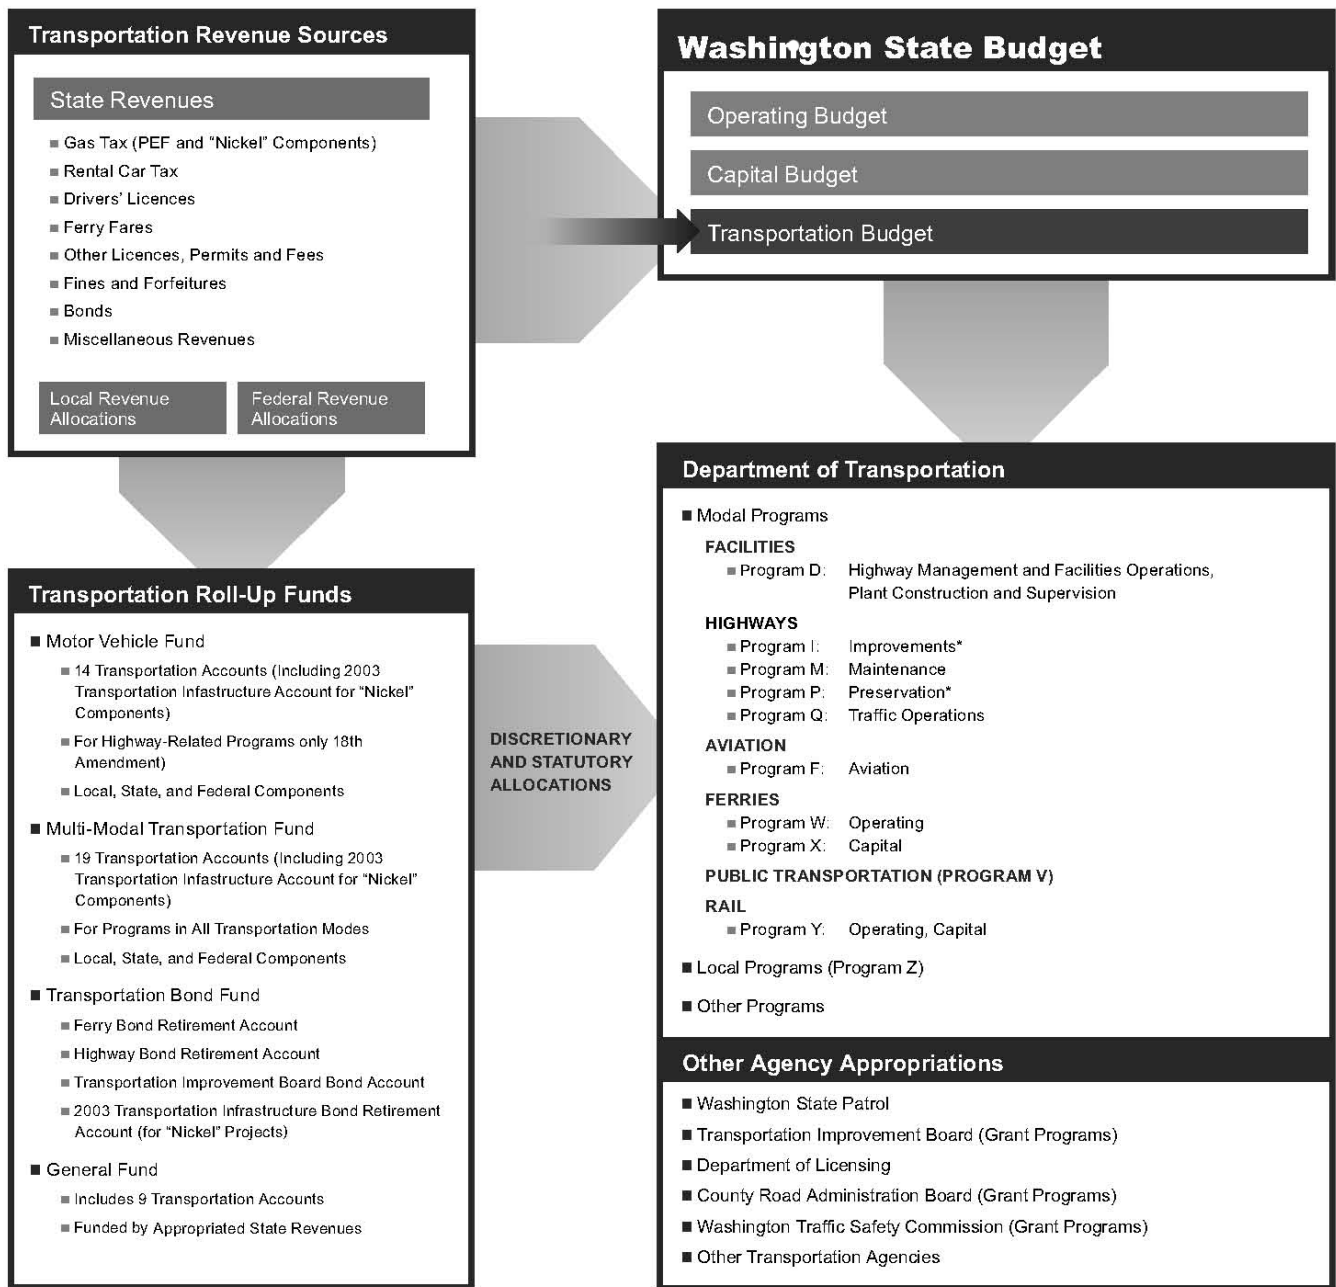 Transportation Revenue Sources
State Revenues
■ Gas Tax (PEF and “Nickel” Components)
■ Rental Car Tax
■ Drivers’ Licences
■ Ferry Fares
■ Other Licences, Permits and Fees
■ Fines and Forfeitures
■ Bonds
■ Miscellaneous Revenues
Local Revenue
Allocations
Federal Revenue
Allocations
Washington State Budget
Operating Budget
Capital Budget
Transportation Budget
Transportation Roll-Up Funds
■ Motor Vehicle Fund
■ 14 Transportation Accounts (Including 2003
Transportation Infastructure Account for “Nickel”
Components)
■ For Highway-Related Programs only 18th
Amendment)
■ Local, State, and Federal Components
■ Multi-Modal Transportation Fund
■ 19 Transportation Accounts (Including 2003
Transportation Infastructure Account for “Nickel”
Components)
■ For Programs in All Transportation Modes
■ Local, State, and Federal Components
■ Transportation Bond Fund
■ Ferry Bond Retirement Account
■ Highway Bond Retirement Account
■ Transportation Improvement Board Bond Account
■ 2003 Transportation Infrastructure Bond Retirement
Account (for “Nickel” Projects)
■ General Fund
■ Includes 9 Transportation Accounts
■ Funded by Appropriated State Revenues
DISCRETIONARY
AND STATUTORY
ALLOCATIONS
Department of Transportation
■ Modal Programs
FACILITIES
■ Program D: Highway Management and Facilities Operations,
Plant Construction and Supervision
HIGHWAYS
■ Program I: Improvements*
■ Program M: Maintenance
■ Program P: Preservation*
■ Program Q: Traffic Operations
AVIATION
■ Program F: Aviation
FERRIES
■ Program W: Operating
■ Program X: Capital
PUBLIC TRANSPORTATION (PROGRAM V)
RAIL
■ Program Y: Operating, Capital
■ Local Programs (Program Z)
■ Other Programs
Other Agency Appropriations
■ Washington State Patrol
■ Transportation Improvement Board (Grant Programs)
■ Department of Licensing
■ County Road Administration Board (Grant Programs)
■ Washington Traffic Safety Commission (Grant Programs)
■ Other Transportation Agencies